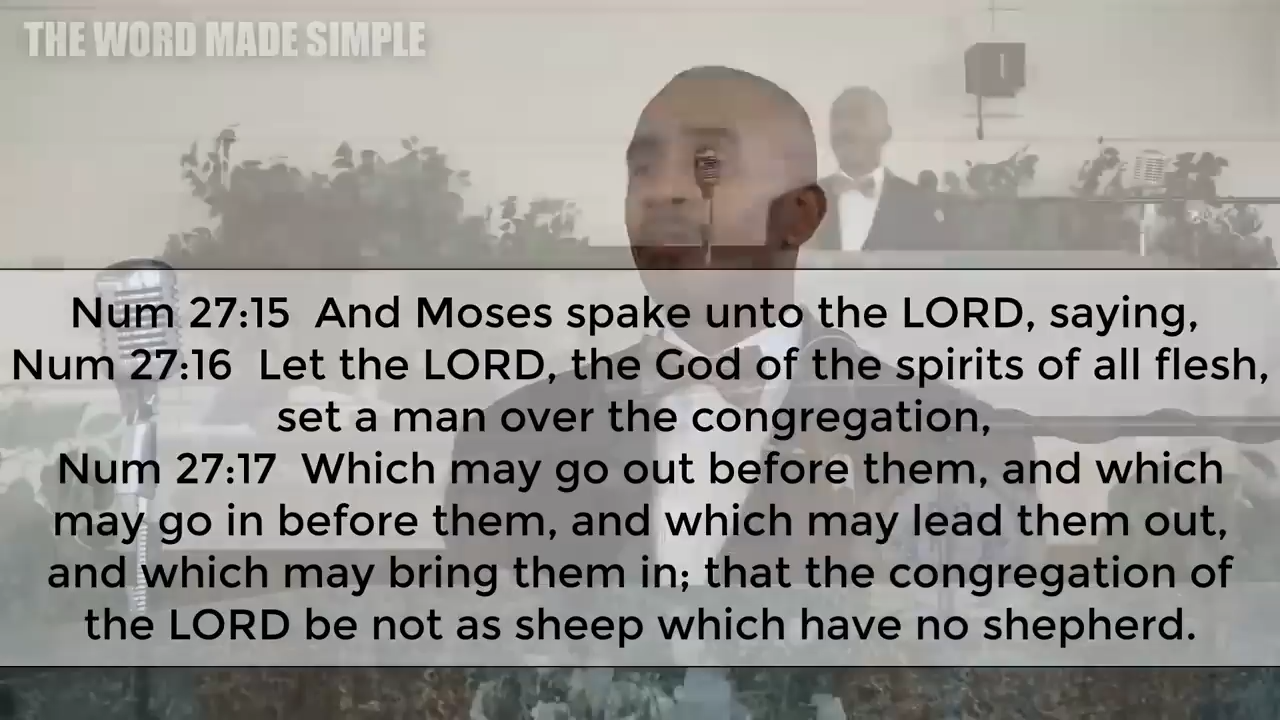 THE WORD MADE SIMPLE
Num 27:15 And Moses spake unto the LORD, saying,
Num 27:16 Let the LORD, the God of the spirits of all flesh,
set a man over the congregation,
Num 27:17 Which may go out before them, and which
may go in before them, and which may lead them out,
and which may bring them in; that the congregation of
the LORD be not as sheep which have no shepherd.